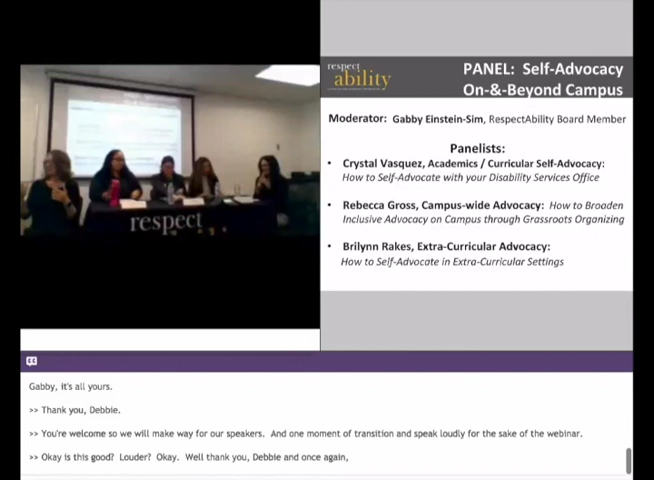 respect
respect
ability
PANEL: Self-Advocacy
On-&-Beyond Campus
Moderator: Gabby Einstein-Sim, RespectAbility Board Member
Panelists:
• Crystal Vasquez, Academics / Curricular Self-Advocacy:
How to Self-Advocate with your Disability Services Office
• Rebecca Gross, Campus-wide Advocacy: How to Broaden
Inclusive Advocacy on Campus through Grassroots Organizing
• Brilynn Rakes, Extra-Curricular Advocacy:
How to Self-Advocate in Extra-Curricular Settings
CC
Gabby, it's all yours.
>> Thank you, Debbie.
>> You're welcome so we will make way for our speakers. And one moment of transition and speak loudly for the sake of the webinar.
>> Okay is this good? Louder? Okay. Well thank you, Debbie and once again,